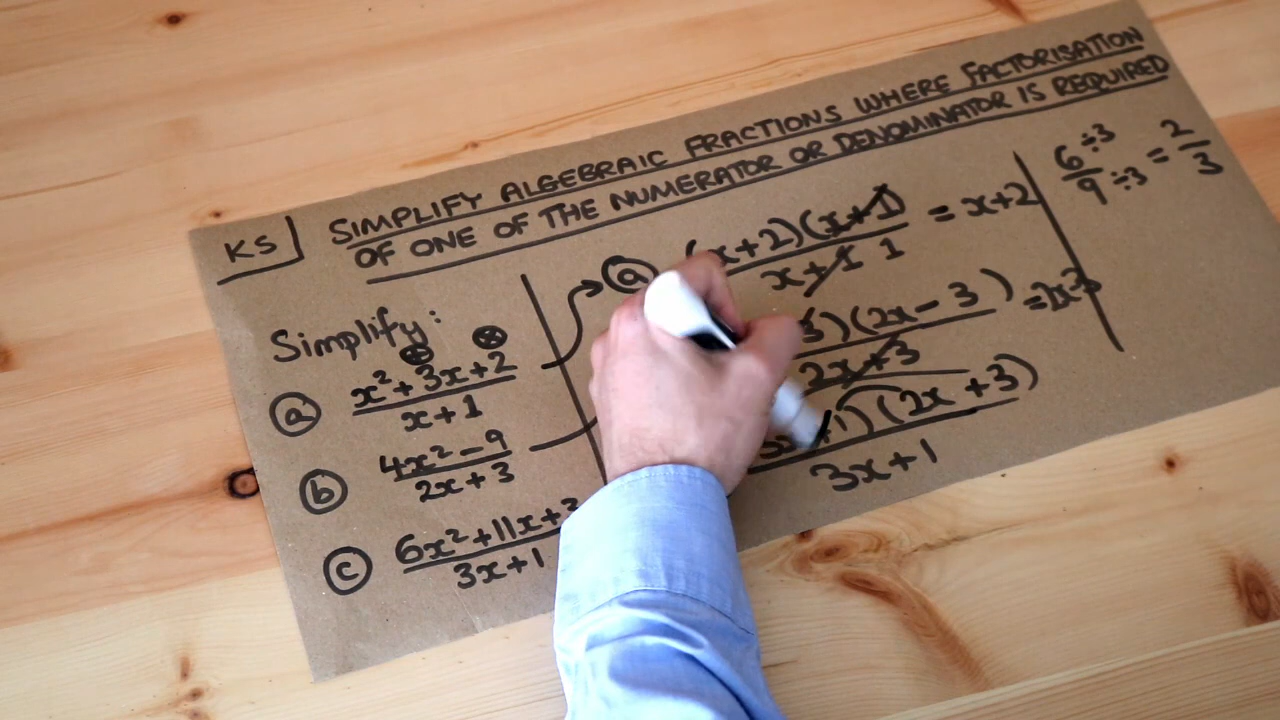 K5
SIMPLIFY ALGEBRAIC FRACTIONS WHERE FACTORISATION
OF ONE OF THE NUMERATOR OR DENOMINATOR IS REQUIRED
Simplify:
ⓐ x² + 3x + 2
x + 1
ⓑ 4x² - 9
2x + 3
ⓒ 6x² + 11x + 3
3x + 1
ⓐ (x + 2)(x + 1) = x + 2
x + 1 1
3)(2x - 3) = 2x-3
2x + 3
+1)(2x + 3)
3x + 1
6 ÷3 = 2
9 ÷3 3